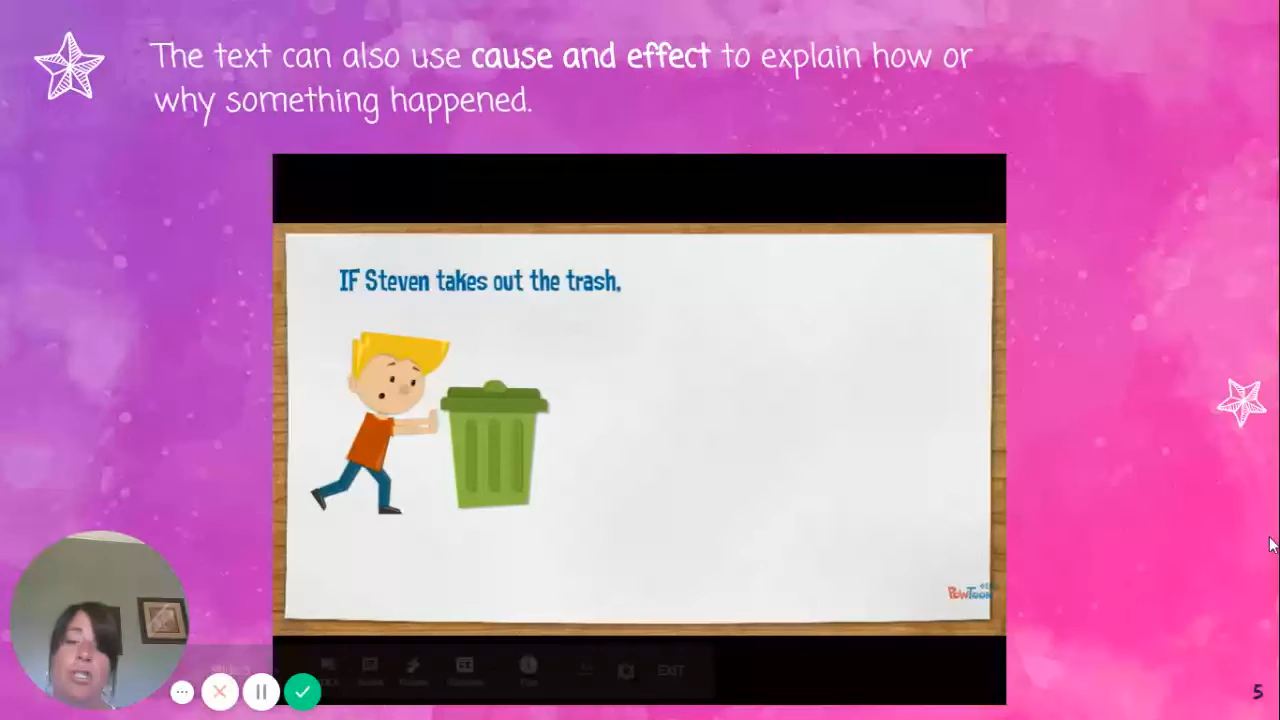 The text can also use cause and effect to explain how or
why something happened.
IF Steven takes out the trash,
POWTOON
EXIT
5